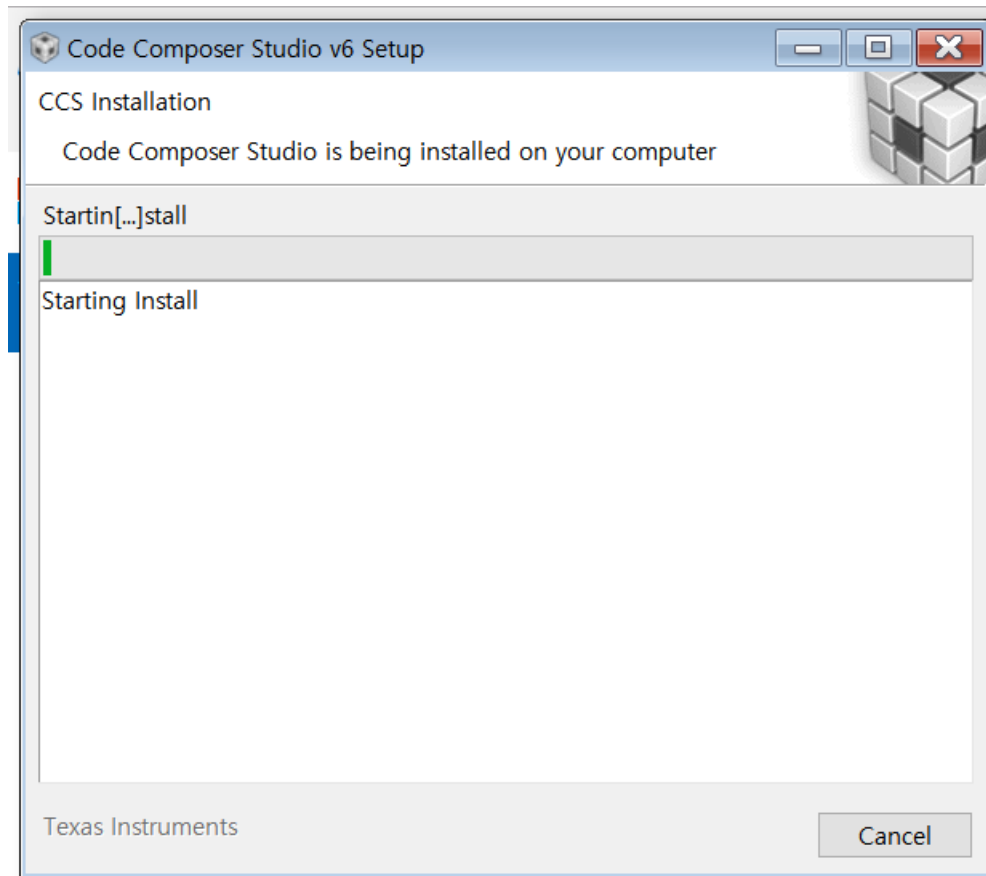 Code Composer Studio v6 Setup
CCS Installation
Code Composer Studio is being installed on your computer
Startin[...]stall
Starting Install
Texas Instruments
Cancel